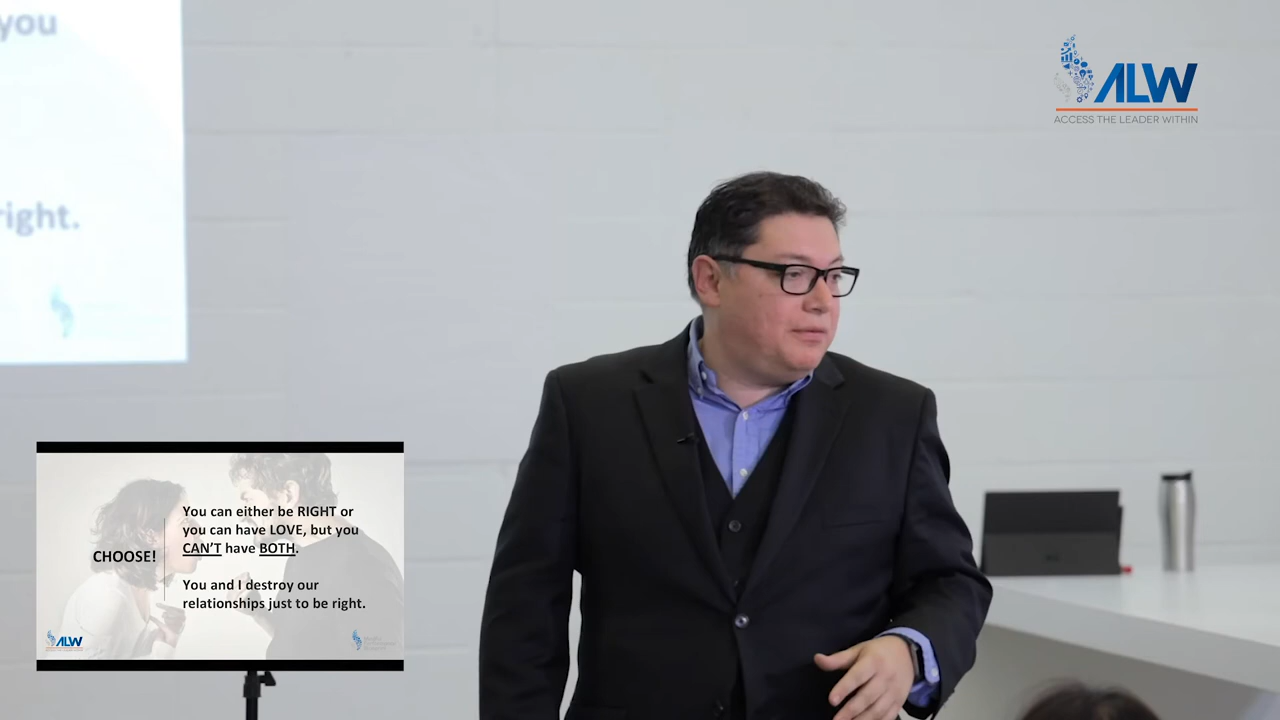 you
right.
ALW
ACCESS THE LEADER WITHIN
CHOOSE!
You can either be RIGHT or
you can have LOVE, but you
CAN'T have BOTH.
You and I destroy our
relationships just to be right.
ALW